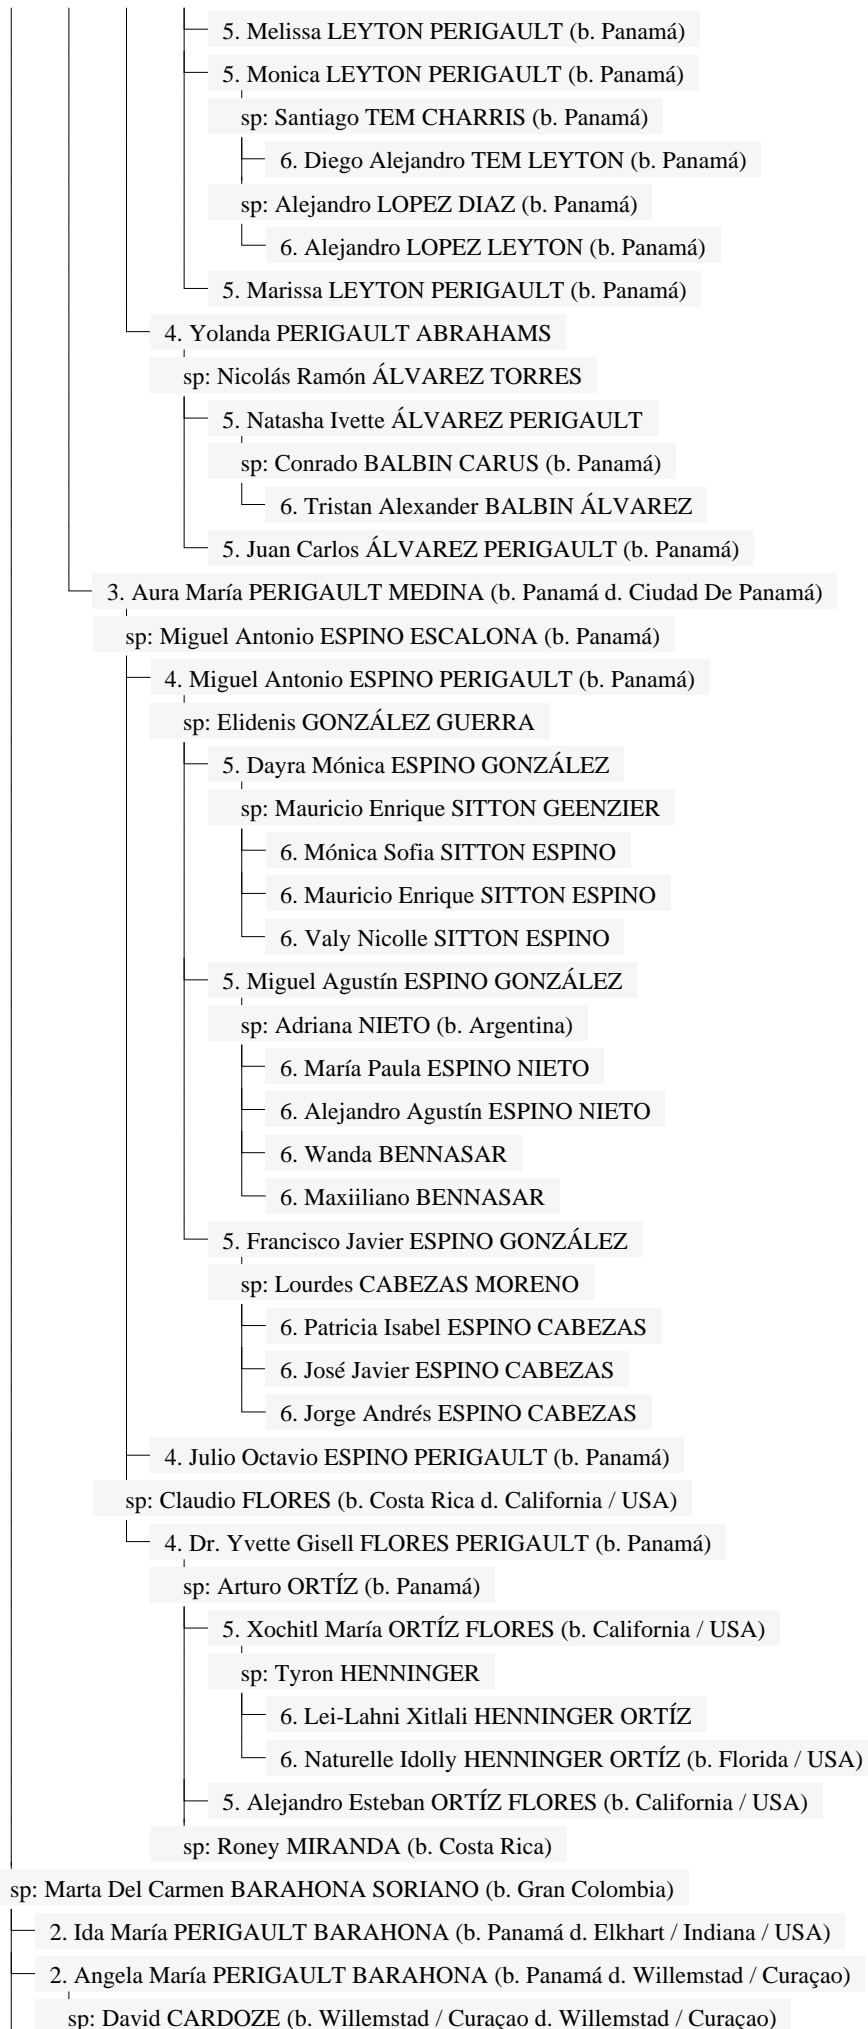 5. Melissa LEYTON PERIGAULT (b. Panamá)
5. Monica LEYTON PERIGAULT (b. Panamá)
sp: Santiago TEM CHARRIS (b. Panamá)
6. Diego Alejandro TEM LEYTON (b. Panamá)
sp: Alejandro LOPEZ DIAZ (b. Panamá)
6. Alejandro LOPEZ LEYTON (b. Panamá)
5. Marissa LEYTON PERIGAULT (b. Panamá)
4. Yolanda PERIGAULT ABRAHAMS
sp: Nicolás Ramón ÁLVAREZ TORRES
5. Natasha Ivette ÁLVAREZ PERIGAULT
sp: Conrado BALBIN CARUS (b. Panamá)
6. Tristan Alexander BALBIN ÁLVAREZ
5. Juan Carlos ÁLVAREZ PERIGAULT (b. Panamá)
3. Aura María PERIGAULT MEDINA (b. Panamá d. Ciudad De Panamá)
sp: Miguel Antonio ESPINO ESCALONA (b. Panamá)
4. Miguel Antonio ESPINO PERIGAULT (b. Panamá)
sp: Elidenis GONZÁLEZ GUERRA
5. Dayra Mónica ESPINO GONZÁLEZ
sp: Mauricio Enrique SITTON GEENZIER
6. Mónica Sofia SITTON ESPINO
6. Mauricio Enrique SITTON ESPINO
6. Valy Nicolle SITTON ESPINO
5. Miguel Agustín ESPINO GONZÁLEZ
sp: Adriana NIETO (b. Argentina)
6. María Paula ESPINO NIETO
6. Alejandro Agustín ESPINO NIETO
6. Wanda BENNASAR
6. Maxiiliano BENNASAR
5. Francisco Javier ESPINO GONZÁLEZ
sp: Lourdes CABEZAS MORENO
6. Patricia Isabel ESPINO CABEZAS
6. José Javier ESPINO CABEZAS
6. Jorge Andrés ESPINO CABEZAS
4. Julio Octavio ESPINO PERIGAULT (b. Panamá)
sp: Claudio FLORES (b. Costa Rica d. California / USA)
4. Dr. Yvette Gisell FLORES PERIGAULT (b. Panamá)
sp: Arturo ORTÍZ (b. Panamá)
5. Xochitl María ORTÍZ FLORES (b. California / USA)
sp: Tyron HENNINGER
6. Lei-Lahni Xitlali HENNINGER ORTÍZ
6. Naturelle Idolly HENNINGER ORTÍZ (b. Florida / USA)
5. Alejandro Esteban ORTÍZ FLORES (b. California / USA)
sp: Roney MIRANDA (b. Costa Rica)
sp: Marta Del Carmen BARAHONA SORIANO (b. Gran Colombia)
2. Ida María PERIGAULT BARAHONA (b. Panamá d. Elkhart / Indiana / USA)
2. Angela María PERIGAULT BARAHONA (b. Panamá d. Willemstad / Curaçao)
sp: David CARDOZE (b. Willemstad / Curaçao d. Willemstad / Curaçao)